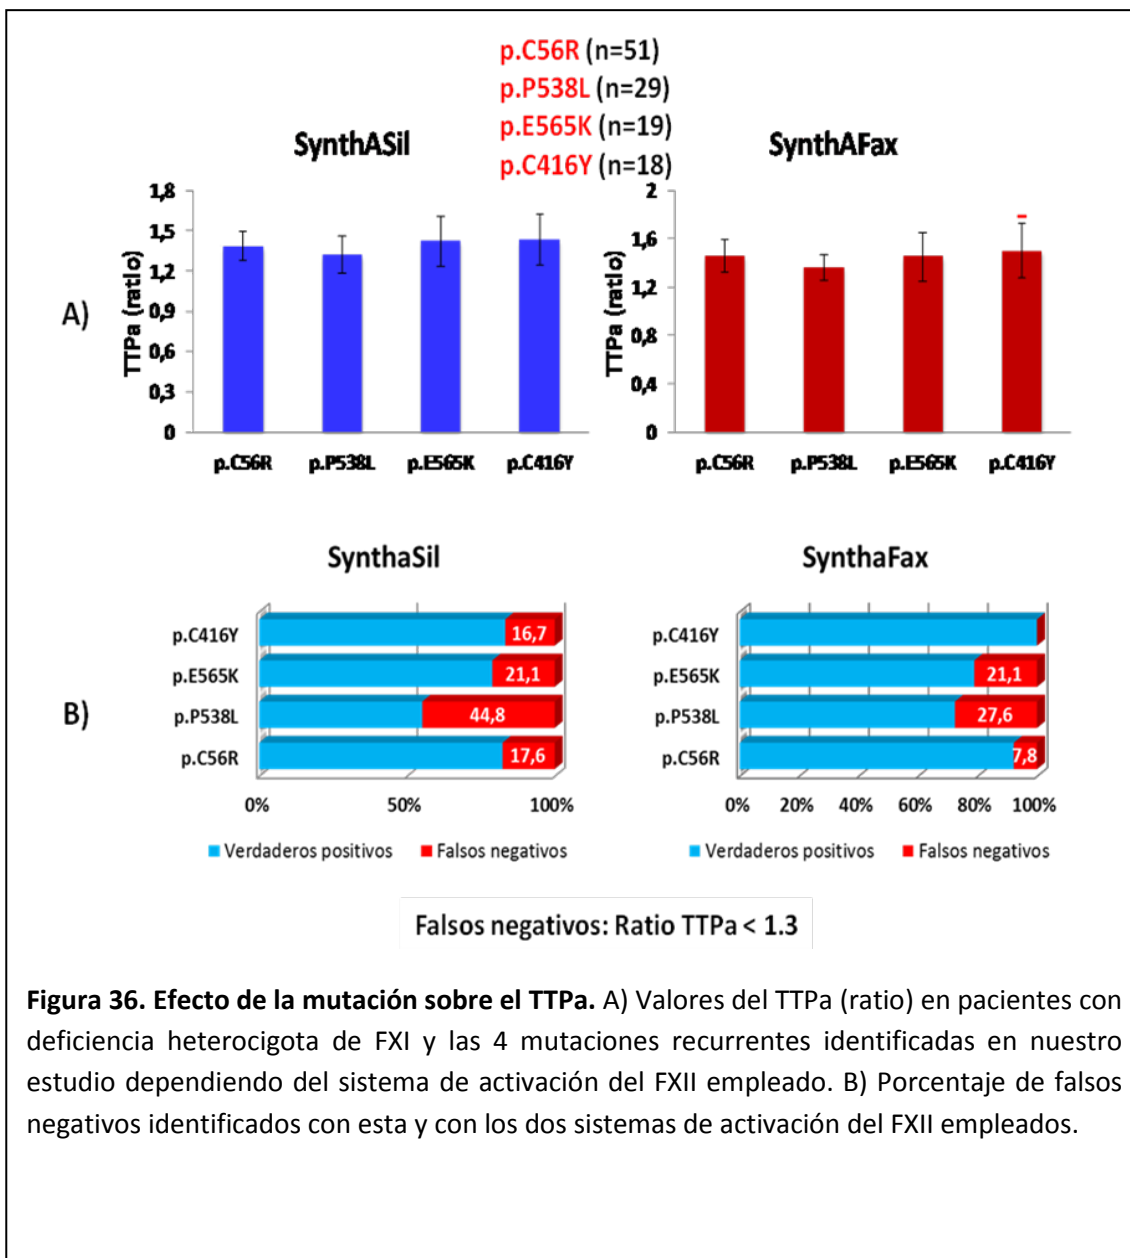 p.C56R (n=51)
p.P538L (n=29)
p.E565K (n=19)
p.C416Y (n=18)
SynthASil
SynthAFax
A)
TTPa (ratio)
1,8
1,5
1,2
0,9
0,6
0,3
0
p.C56R p.P538L p.E565K p.C416Y
TTPa (ratio)
2
1,6
1,2
0,8
0,4
0
p.C56R p.P538L p.E565K p.C416Y
B)
SynthaSil
p.C416Y 16,7
p.E565K 21,1
p.P538L 44,8
p.C56R 17,6
0% 50% 100%
Verdaderos positivos Falsos negativos
SynthaFax
p.C416Y
p.E565K 21,1
p.P538L 27,6
p.C56R 7,8
0% 20% 40% 60% 80% 100%
Verdaderos positivos Falsos negativos
Falsos negativos: Ratio TTPa < 1.3
Figura 36. Efecto de la mutación sobre el TTPa. A) Valores del TTPa (ratio) en pacientes con
deficiencia heterocigota de FXI y las 4 mutaciones recurrentes identificadas en nuestro
estudio dependiendo del sistema de activación del FXII empleado. B) Porcentaje de falsos
negativos identificados con esta y con los dos sistemas de activación del FXII empleados.